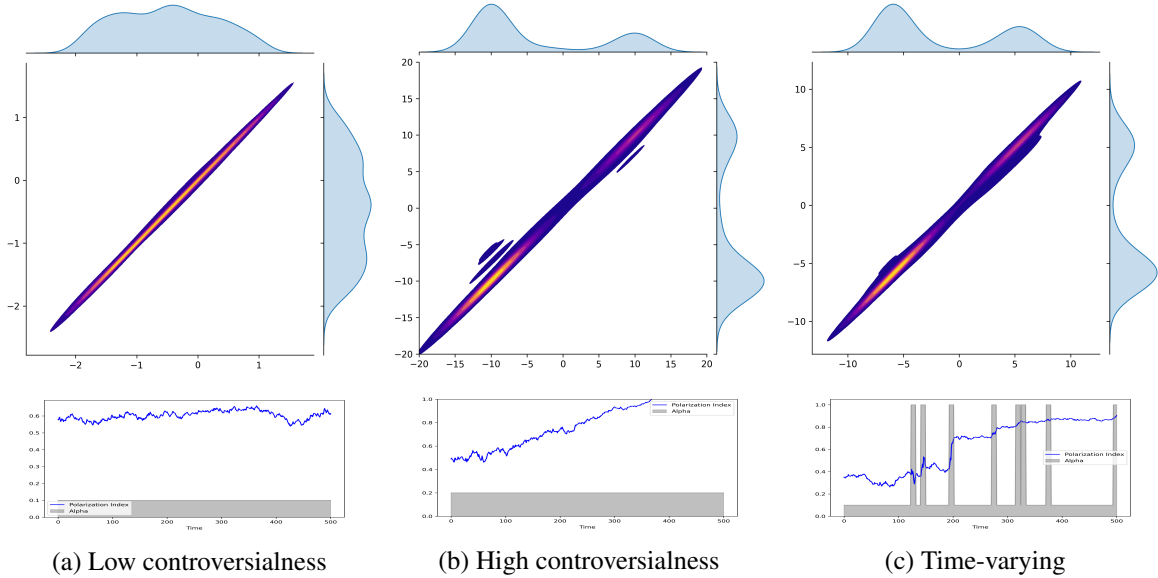 1
0
−1
−2
−2 −1 0 1
20
15
10
5
0
−5
−10
−15
−20
−20 −15 −10 −5 0 5 10 15 20
10
5
0
−5
−10
−10 −5 0 5 10
0.6
0.5
0.4
0.3
0.2
0.1
0.0
Polarization Index
Alpha
0 100 200 300 400 500
Time
1.0
0.8
0.6
0.4
0.2
0.0
Polarization Index
Alpha
0 100 200 300 400 500
Time
1.0
0.8
0.6
0.4
0.2
0.0
Polarization Index
Alpha
0 100 200 300 400 500
Time
(a) Low controversialness
(b) High controversialness
(c) Time-varying